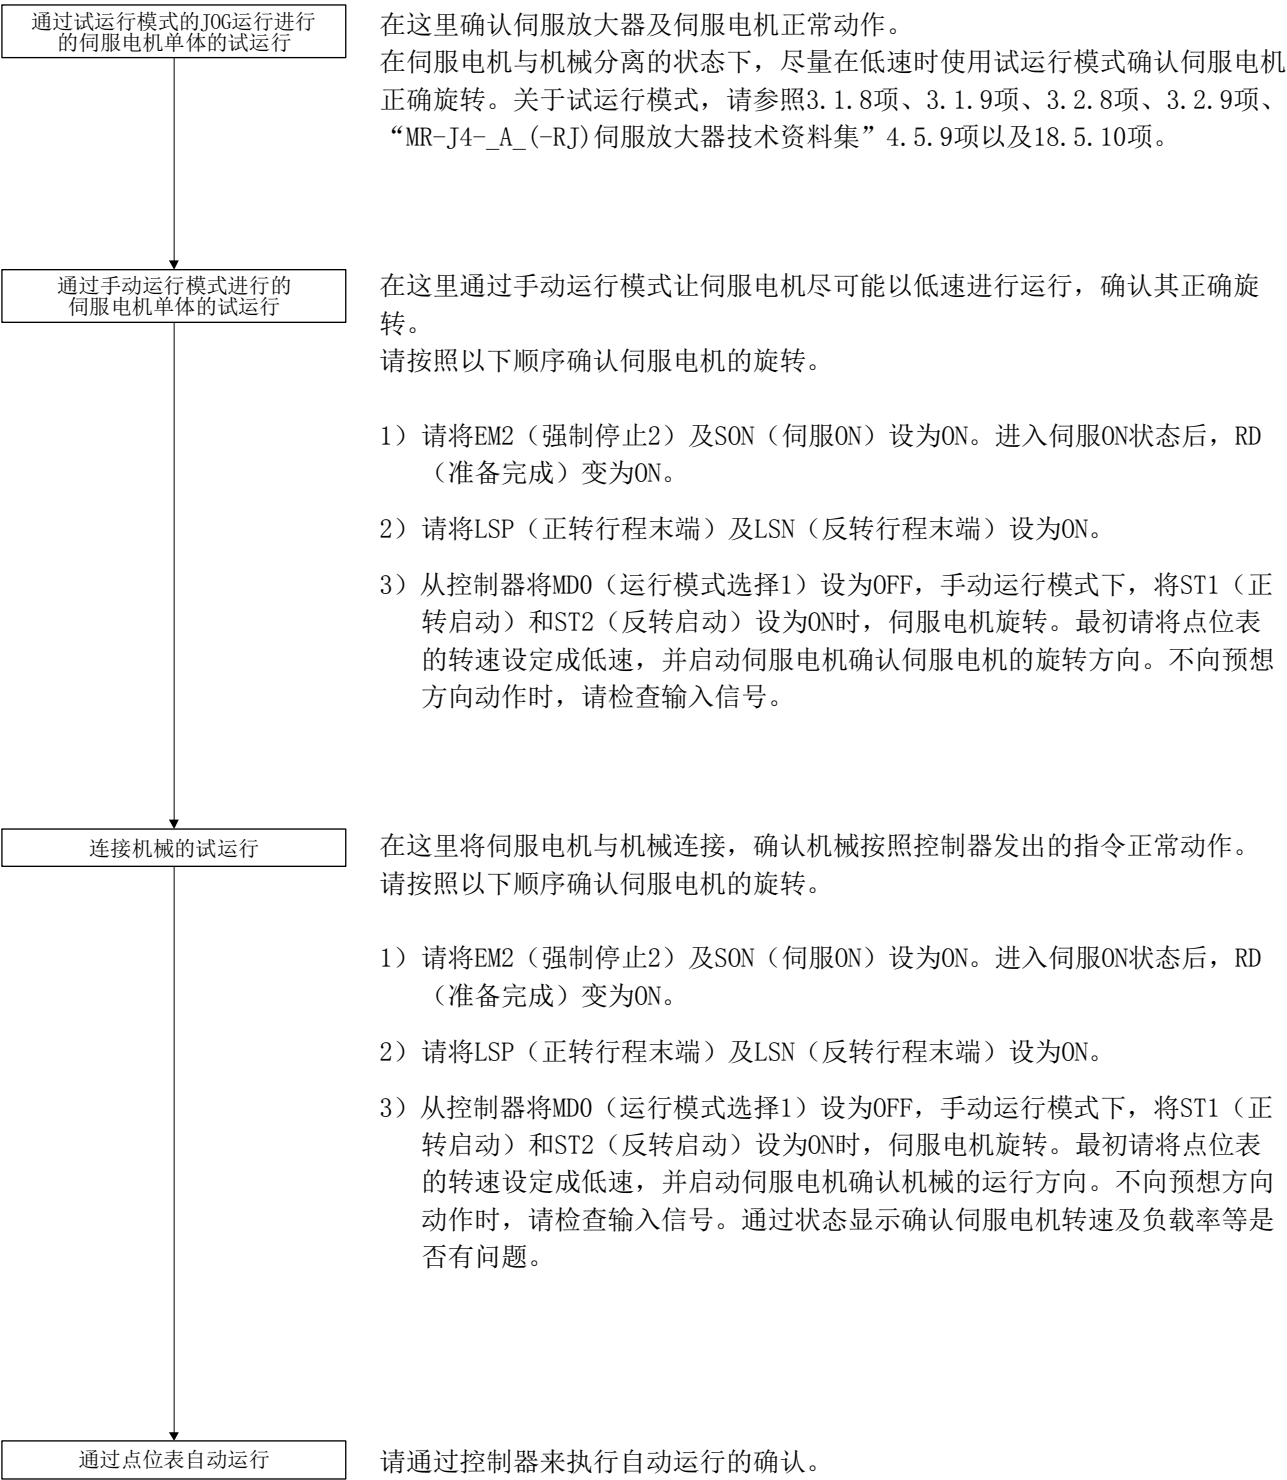 通过试运行模式的JOG运行进行
的伺服电机单体的试运行
在这里确认伺服放大器及伺服电机正常动作。
在伺服电机与机械分离的状态下，尽量在低速时使用试运行模式确认伺服电机
正确旋转。关于试运行模式，请参照3.1.8项、3.1.9项、3.2.8项、3.2.9项、
“MR-J4-_A_(-RJ)伺服放大器技术资料集”4.5.9项以及18.5.10项。
通过手动运行模式进行的
伺服电机单体的试运行
在这里通过手动运行模式让伺服电机尽可能以低速进行运行，确认其正确旋
转。
请按照以下顺序确认伺服电机的旋转。
1）请将EM2（强制停止2）及SON（伺服ON）设为ON。进入伺服ON状态后，RD
（准备完成）变为ON。
2）请将LSP（正转行程末端）及LSN（反转行程末端）设为ON。
3）从控制器将MD0（运行模式选择1）设为OFF，手动运行模式下，将ST1（正
转启动）和ST2（反转启动）设为ON时，伺服电机旋转。最初请将点位表
的转速设定成低速，并启动伺服电机确认伺服电机的旋转方向。不向预想
方向动作时，请检查输入信号。
连接机械的试运行
在这里将伺服电机与机械连接，确认机械按照控制器发出的指令正常动作。
请按照以下顺序确认伺服电机的旋转。
1）请将EM2（强制停止2）及SON（伺服ON）设为ON。进入伺服ON状态后，RD
（准备完成）变为ON。
2）请将LSP（正转行程末端）及LSN（反转行程末端）设为ON。
3）从控制器将MD0（运行模式选择1）设为OFF，手动运行模式下，将ST1（正
转启动）和ST2（反转启动）设为ON时，伺服电机旋转。最初请将点位表
的转速设定成低速，并启动伺服电机确认机械的运行方向。不向预想方向
动作时，请检查输入信号。通过状态显示确认伺服电机转速及负载率等是
否有问题。
通过点位表自动运行
请通过控制器来执行自动运行的确认。